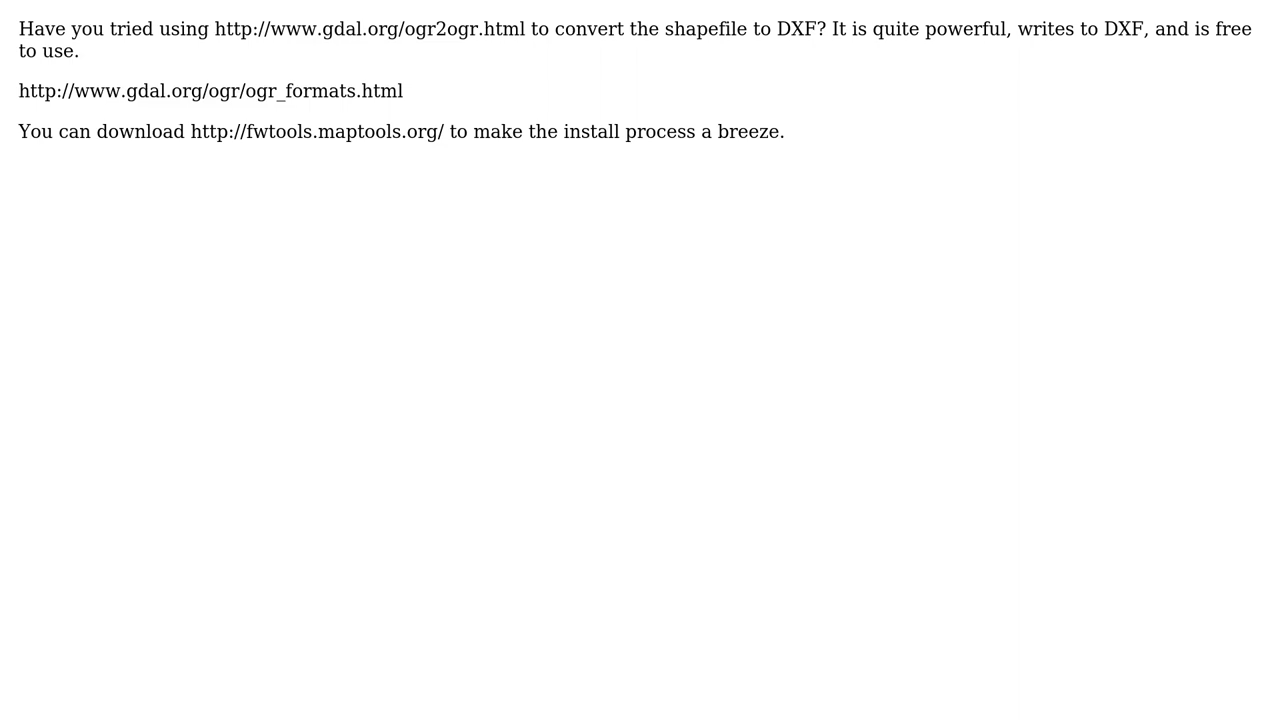 Have you tried using http://www.gdal.org/ogr2ogr.html to convert the shapefile to DXF? It is quite powerful, writes to DXF, and is free
to use.
http://www.gdal.org/ogr/ogr_formats.html
You can download http://fwtools.maptools.org/ to make the install process a breeze.